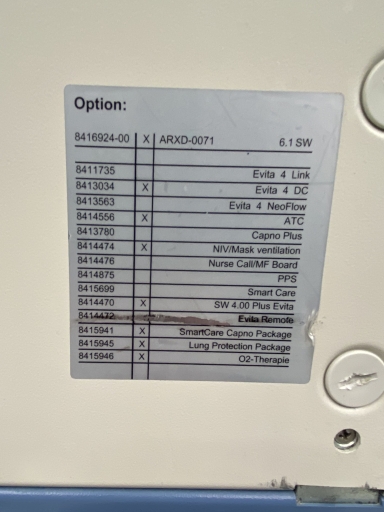 Option:
8416924-00 X ARXD-0071 6.1 SW
8411735 Evita 4 Link
8413034 X Evita 4 DC
8413563 Evita 4 NeoFlow
8414556 X ATC
8413780 Capno Plus
8414474 X NIV/Mask ventilation
8414476 Nurse Call/MF Board
8414875 PPS
8415699 Smart Care
8414470 X SW 4.00 Plus Evita
8414472 Evita Remote
8415941 X SmartCare Capno Package
8415945 X Lung Protection Package
8415946 X O2-Therapie